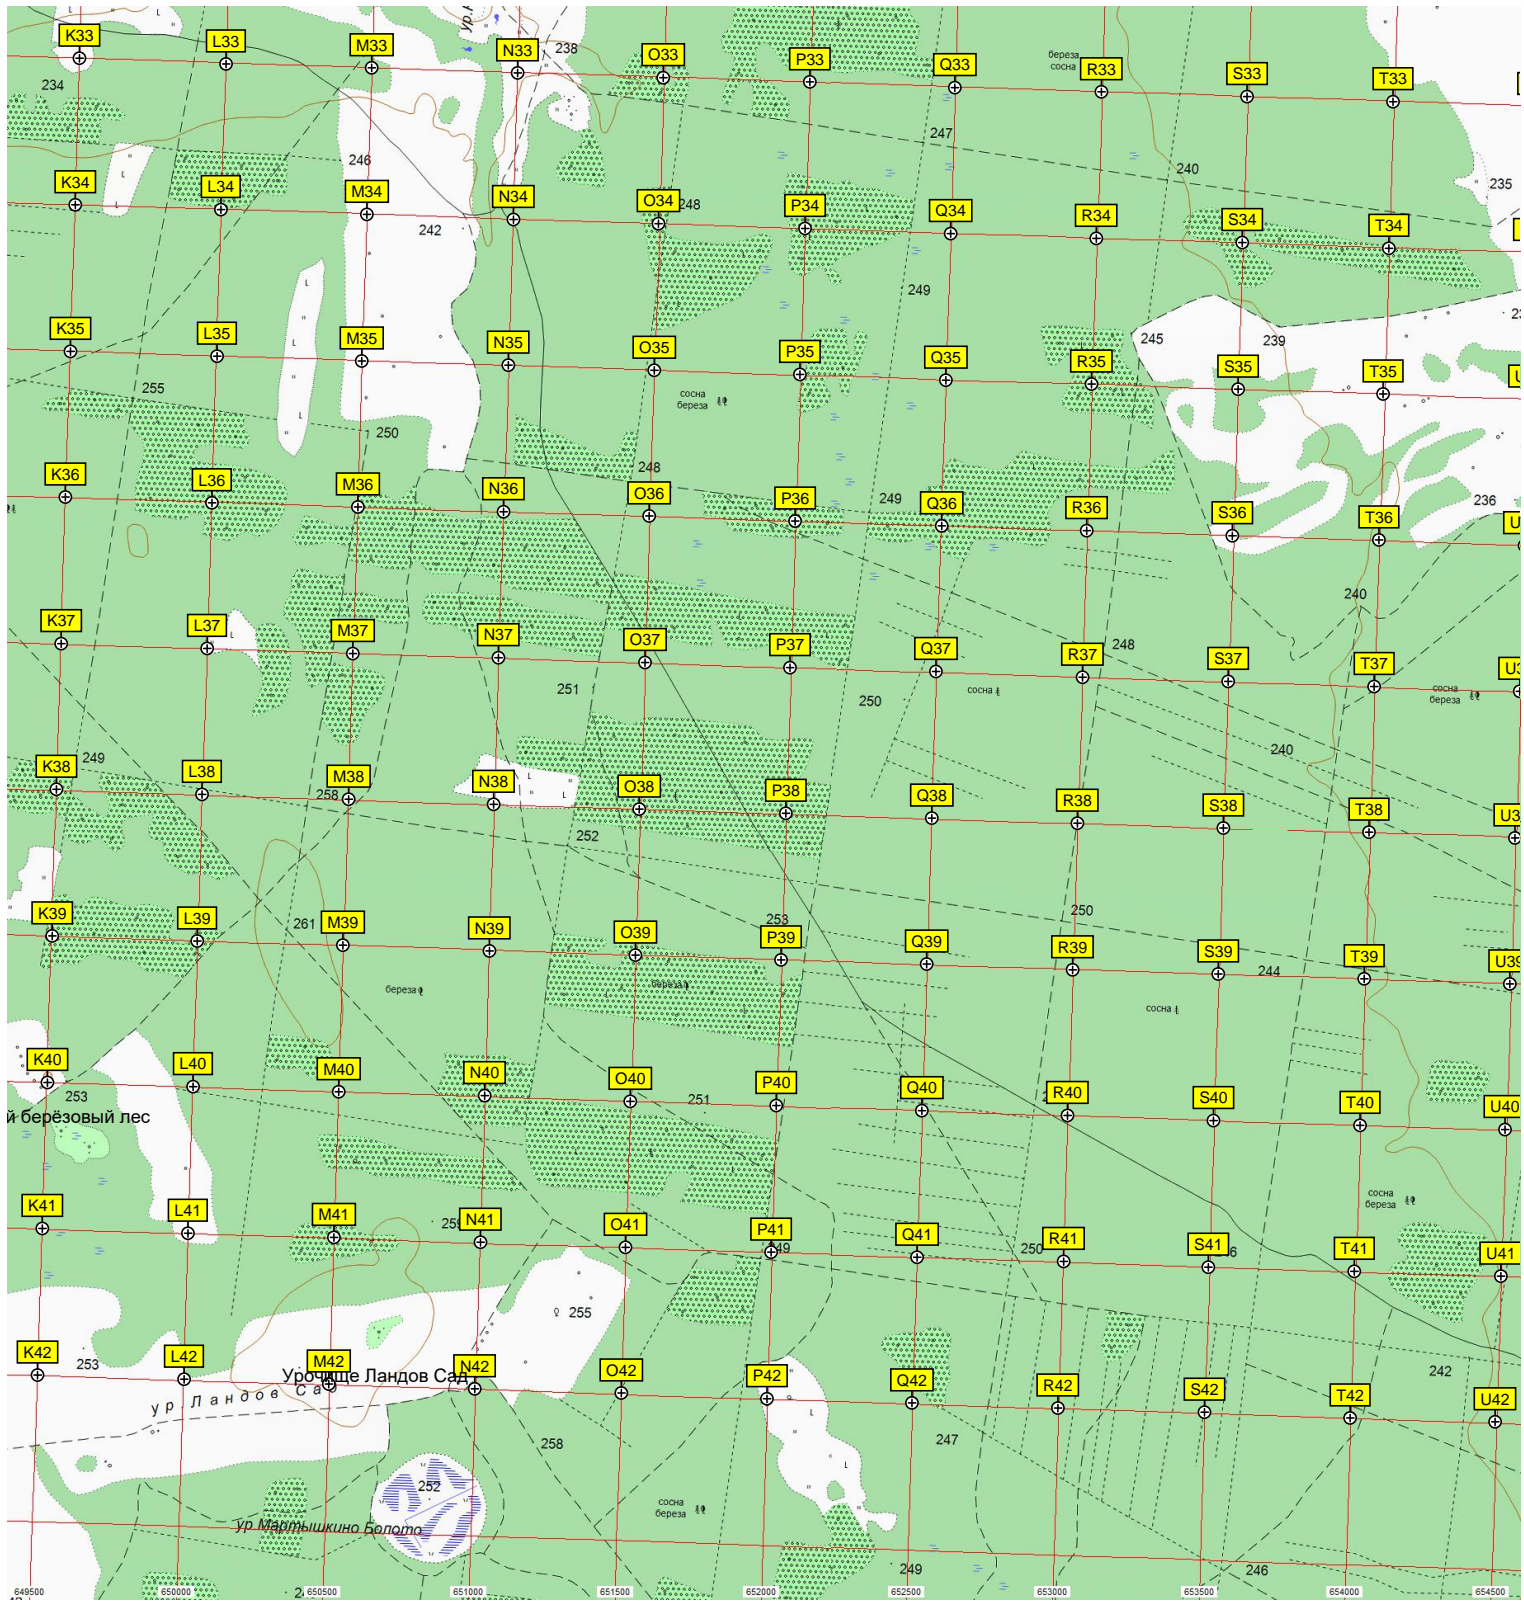 K33 L33 M33 N33 238 O33 P33 Q33 береза R33 S33 T33
сосна
234
247
246 240
K34 L34 M34 N34 O34 248 P34 Q34 R34 S34 T34 235
242
249
K35 L35 M35 N35 O35 P35 Q35 R35 245 S35 239 T35
255 сосна
береза
250
248
K36 L36 M36 N36 O36 P36 249 Q36 R36 S36 T36 236
240
K37 L37 M37 N37 O37 P37 Q37 R37 248 S37 T37
251 250 сосна сосна
береза
249 240
K38 L38 M38 N38 O38 P38 Q38 R38 S38 T38
258
252
K39 L39 261 M39 N39 O39 253 P39 Q39 250 R39 S39 244 T39 U39
береза береза сосна
K40 L40 M40 N40 O40 P40 Q40 R40 S40 T40 U40
253 251
й берёзовый лес
сосна
береза
K41 L41 M41 N41 O41 P41 Q41 250 R41 S41 T41 U41
255
K42 253 L42 M42 N42 O42 P42 Q42 R42 S42 T42 242 U42
Урочище Ландов Сад
ур. Ландов Са
258 247
252 сосна
береза
ур. Мартышкино Болото
249 246
649500 650000 650500 651000 651500 652000 652500 653000 653500 654000 654500